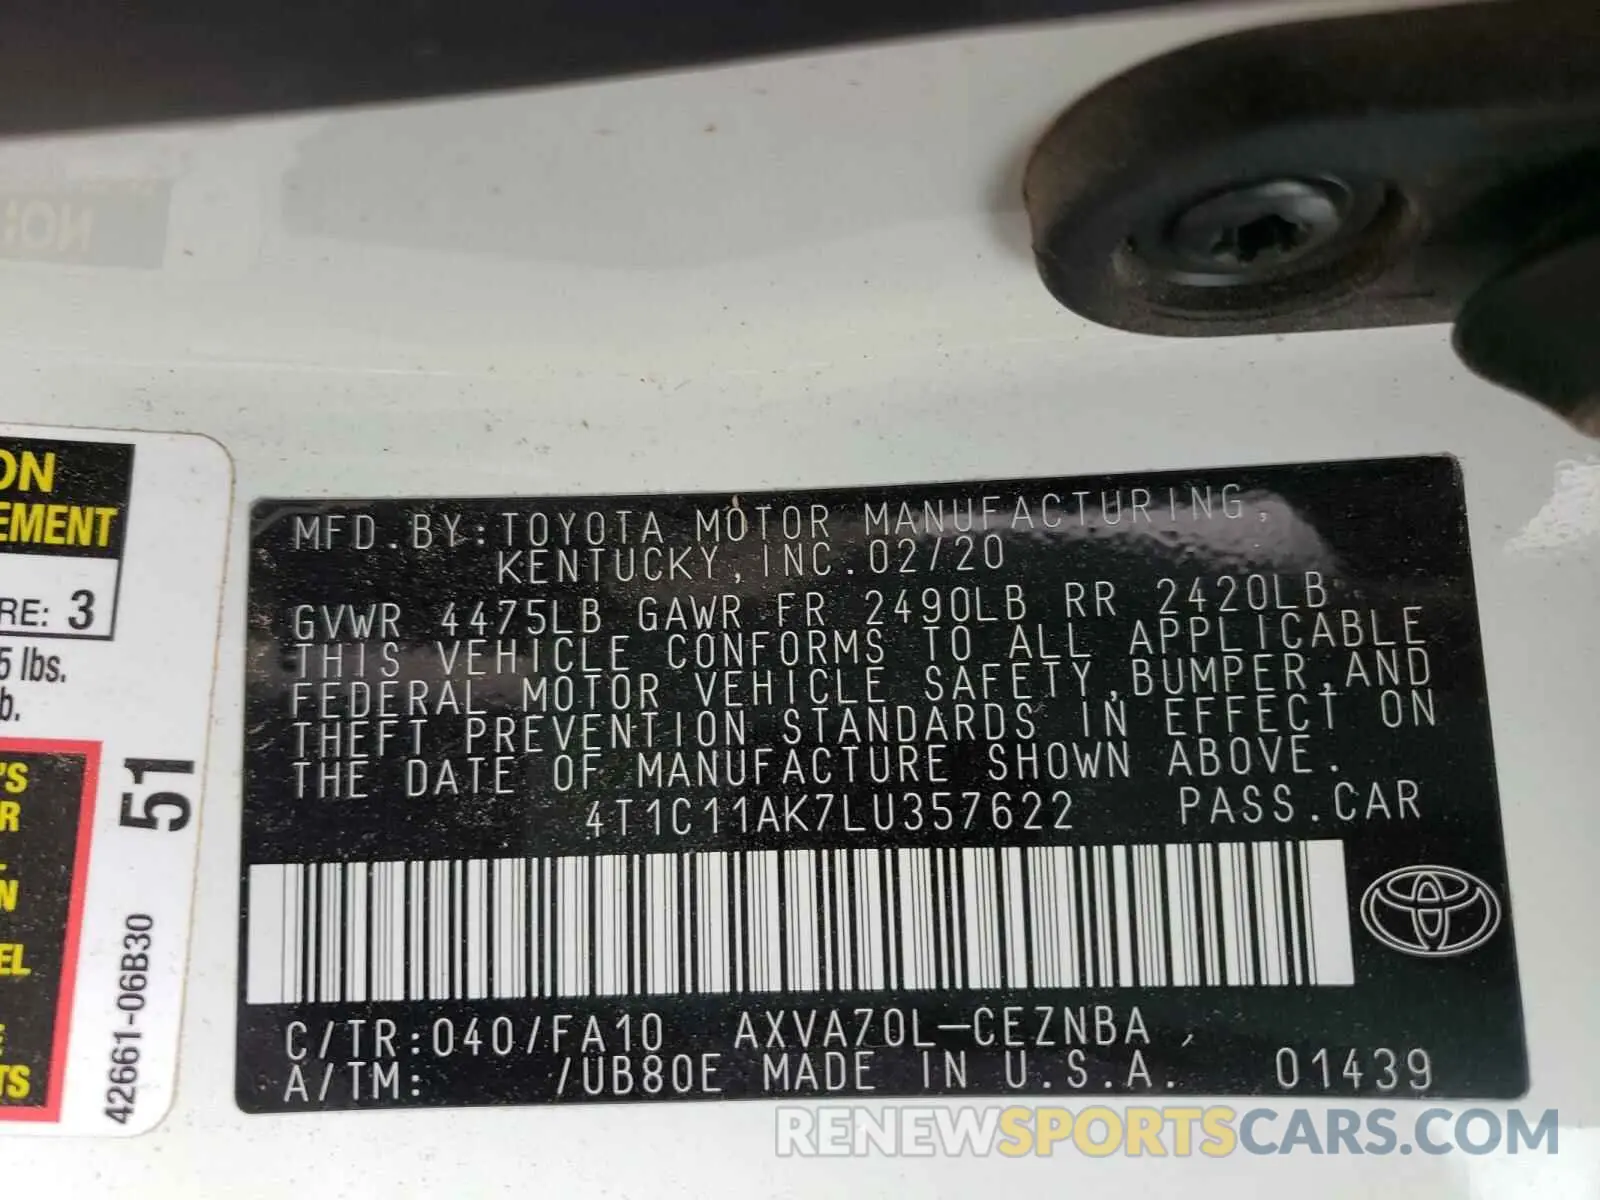 ON
EMENT
RE: 3
5 lbs.
b.
'S
R
N
EL
TS
51
42661-06B30
MFD.BY:TOYOTA MOTOR MANUFACTURING,
KENTUCKY,INC.02/20
GVWR 4475LB GAWR FR 2490LB RR 2420LB
THIS VEHICLE CONFORMS TO ALL APPLICABLE
FEDERAL MOTOR VEHICLE SAFETY,BUMPER,AND
THEFT PREVENTION STANDARDS IN EFFECT ON
THE DATE OF MANUFACTURE SHOWN ABOVE.
4T1C11AK7LU357622 PASS.CAR
C/TR:040/FA10 AXVA70L-CEZNBA ,
A/TM: /UB80E MADE IN U.S.A. 01439
RENEWSPORTSCARS.COM